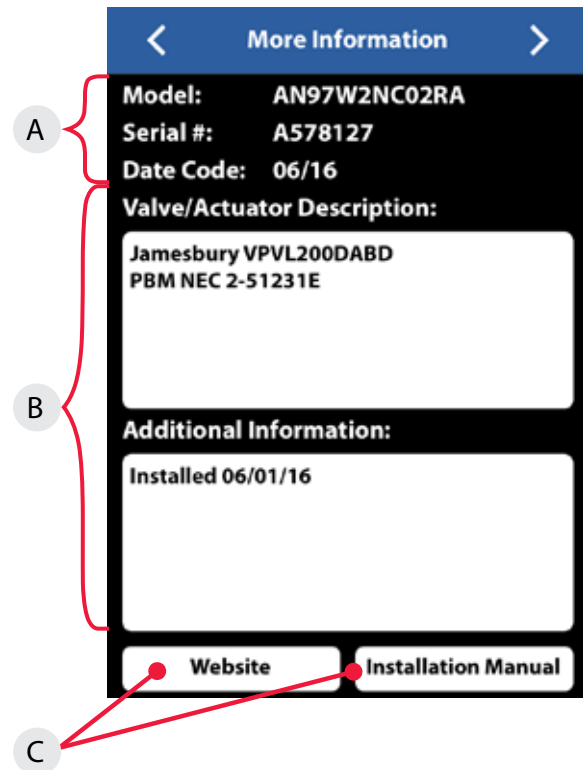 More Information
A
Model: AN97W2NC02RA
Serial #: A578127
Date Code: 06/16
B
Valve/Actuator Description:
Jamesbury VPVL200DABD
PBM NEC 2-51231E
Additional Information:
Installed 06/01/16
Website
Installation Manual
C